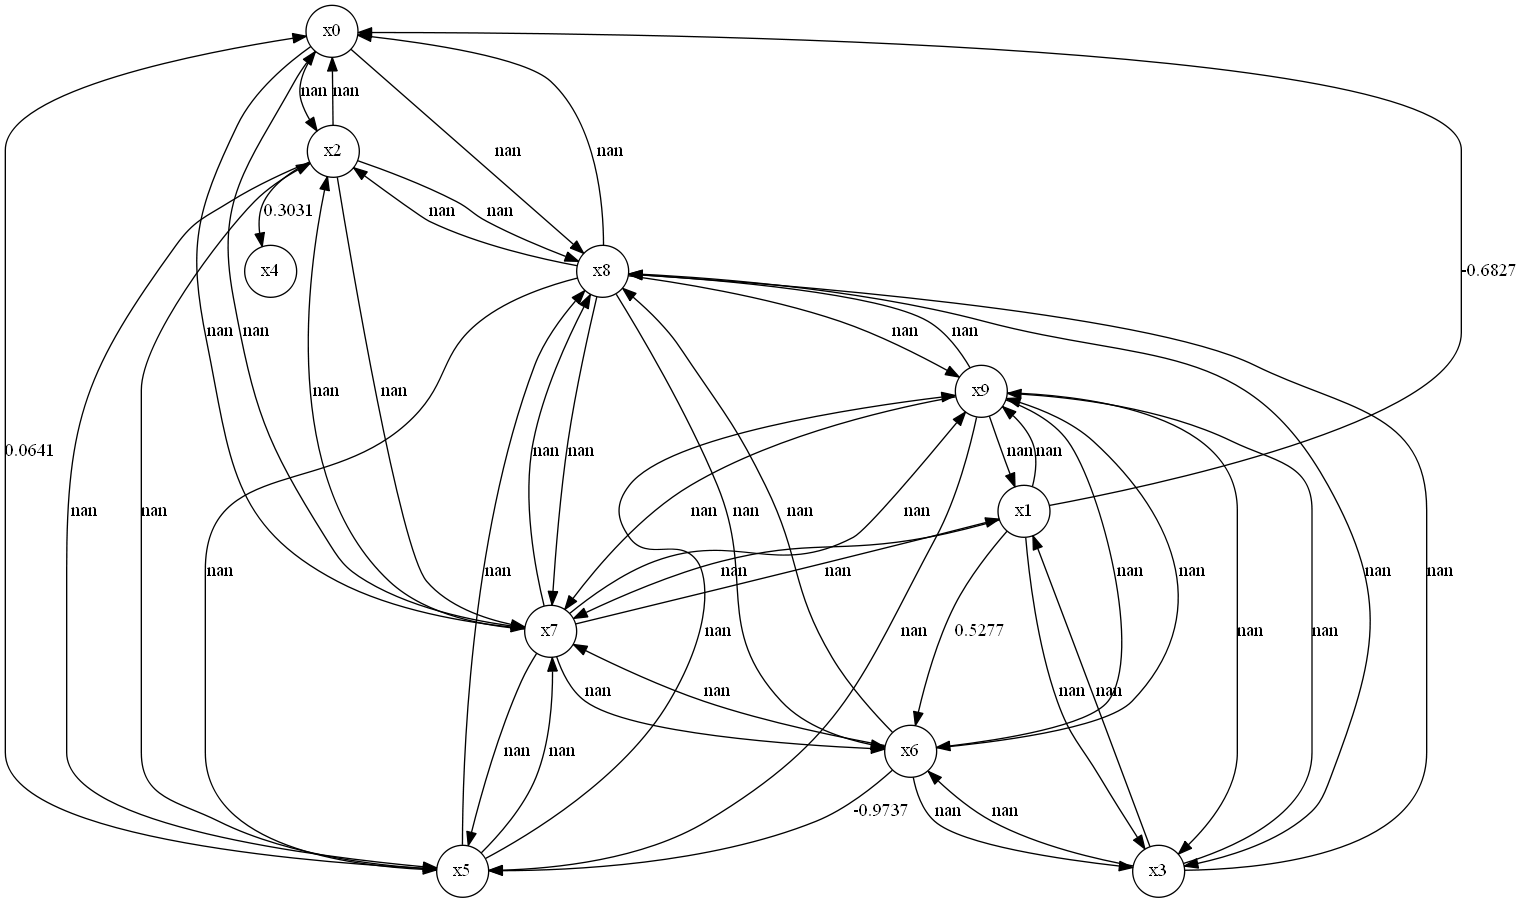 x0
nan nan
x2
nan nan
nan nan
0.3031
x4
x8
-0.6827
nan nan nan nan
nan nan nan
x9
0.0641 nan nan nan nan
nan nan nan nan nan
x1
nan nan nan nan nan nan nan nan
x7 nan nan 0.5277 nan nan
nan nan nan nan
x6
nan nan
-0.9737 nan nan
x5 x3